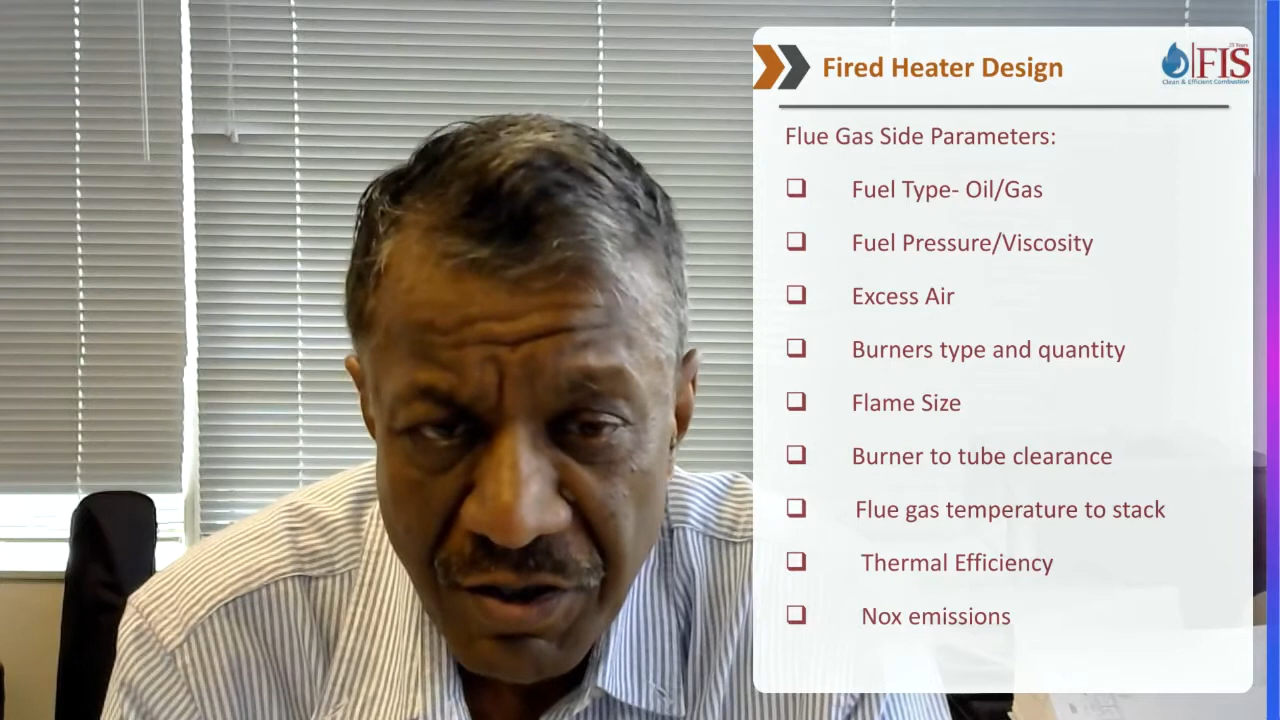 Fired Heater Design
25 Years
FIS
Clean & Efficient Combustion
Flue Gas Side Parameters:
Fuel Type- Oil/Gas
Fuel Pressure/Viscosity
Excess Air
Burners type and quantity
Flame Size
Burner to tube clearance
Flue gas temperature to stack
Thermal Efficiency
Nox emissions